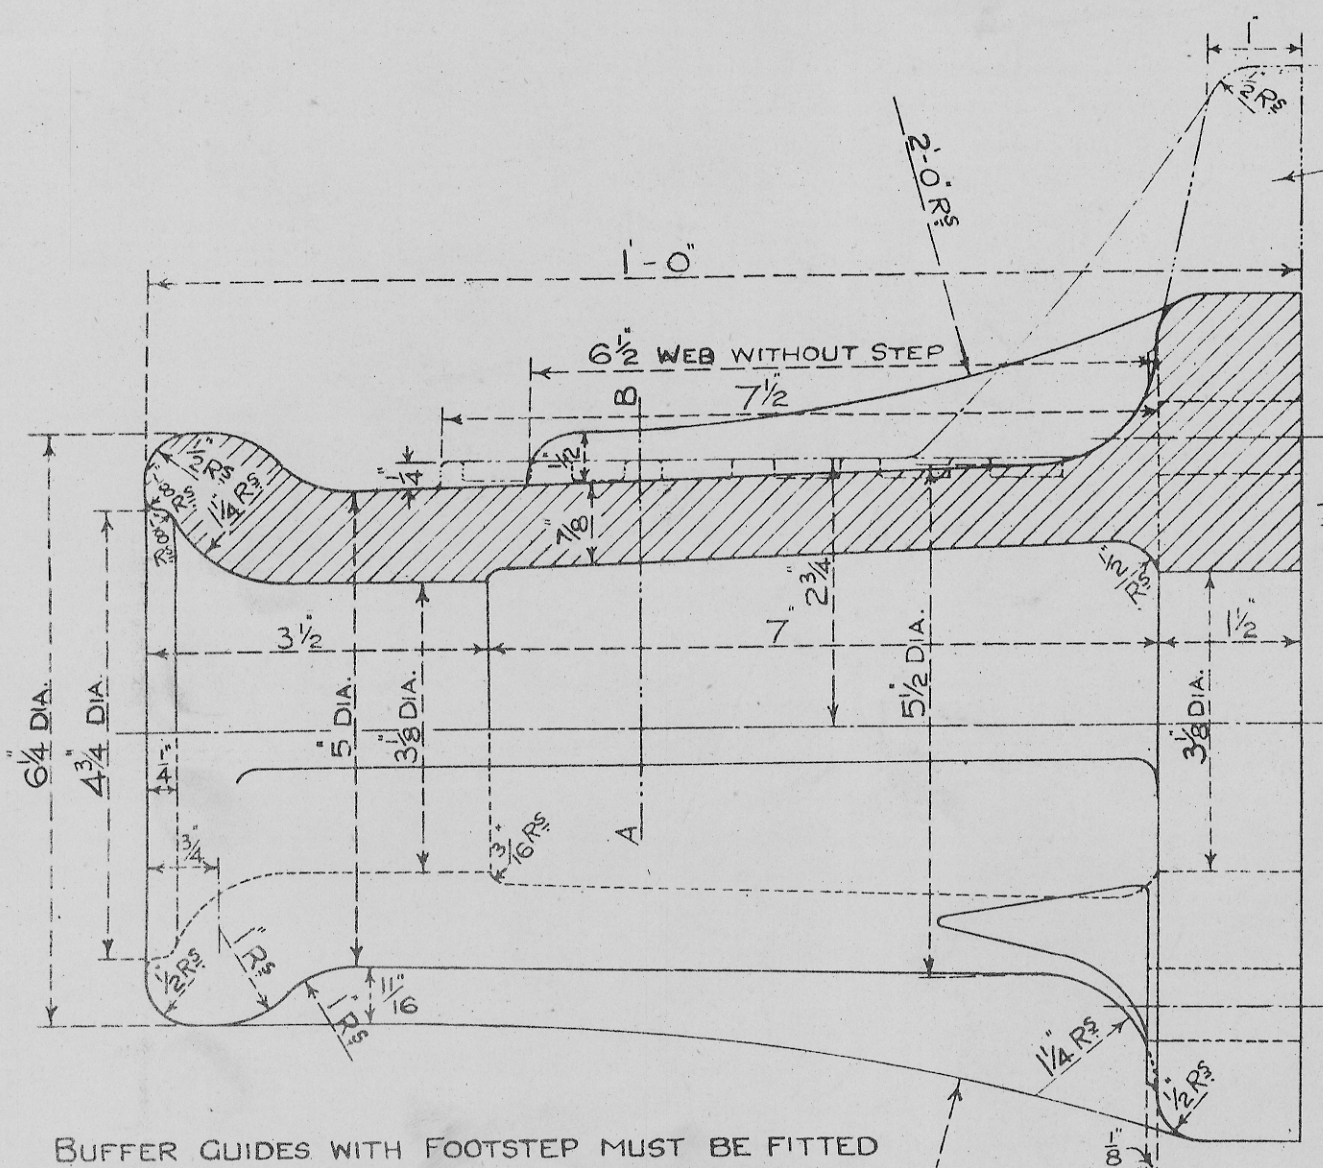 1"
1/2" Rs
2'-0" Rs
1'-0"
6 1/2" WEB WITHOUT STEP
B
7 1/2"
1/2" Rs
1/2"
1/4"
1/8" Rs
1 1/4" Rs
1/8" Rs
7/8"
2 3/4"
1/2" Rs
3 1/2"
7"
1 1/2"
6 1/4" DIA.
4 3/4" DIA.
5" DIA.
3 1/8" DIA.
5 1/2" DIA.
3 1/8" DIA.
1/4"
3/4"
3/16" Rs
A
1/2" Rs
1" Rs
1" Rs
11/16"
1 1/4" Rs
1/2" Rs
1/8"
BUFFER GUIDES WITH FOOTSTEP MUST BE FITTED